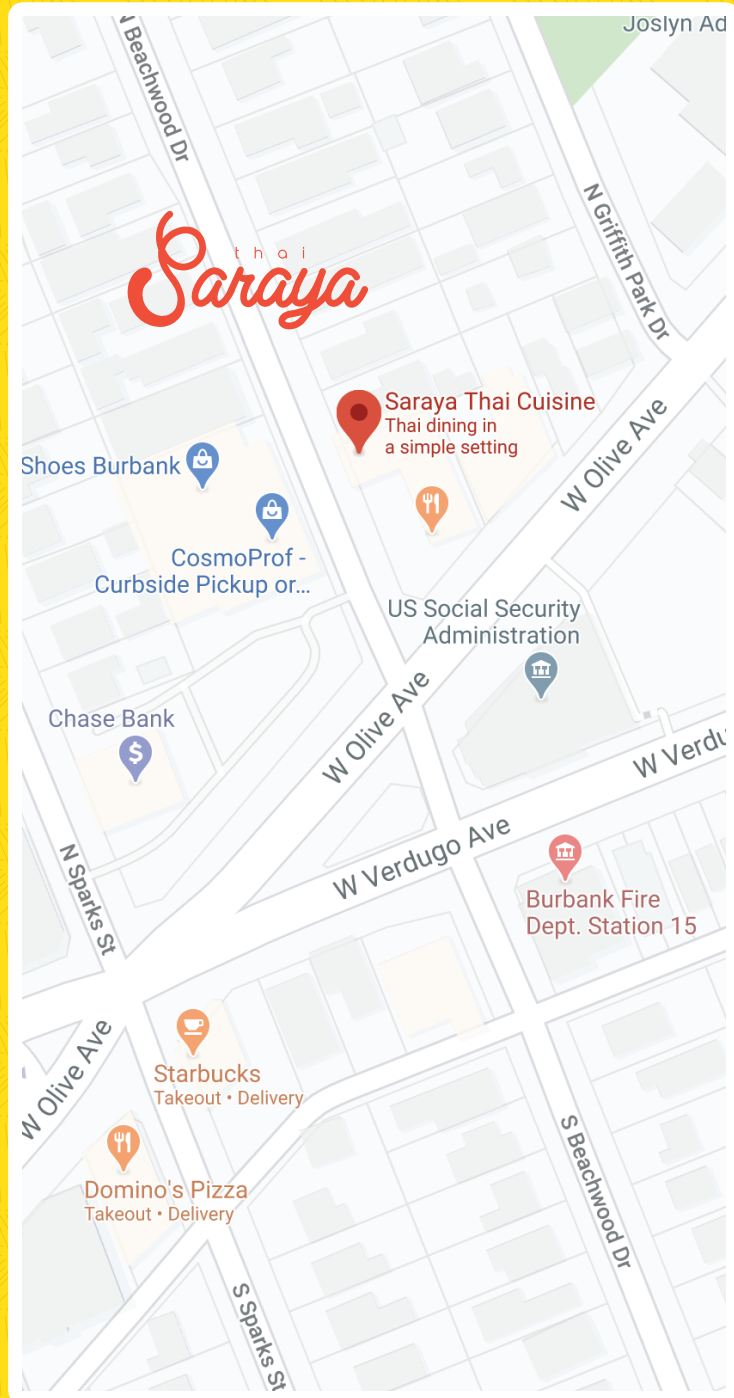 Joslyn Ad
N Beachwood Dr
N Griffith Park Dr
thai
Saraya
Saraya Thai Cuisine
Thai dining in
a simple setting
W Olive Ave
Shoes Burbank
CosmoProf -
Curbside Pickup or...
US Social Security
Administration
W Olive Ave
Chase Bank
W Verdu
W Verdugo Ave
N Sparks St
Burbank Fire
Dept. Station 15
W Olive Ave
Starbucks
Takeout • Delivery
S Beachwood Dr
Domino's Pizza
Takeout • Delivery
S Sparks St